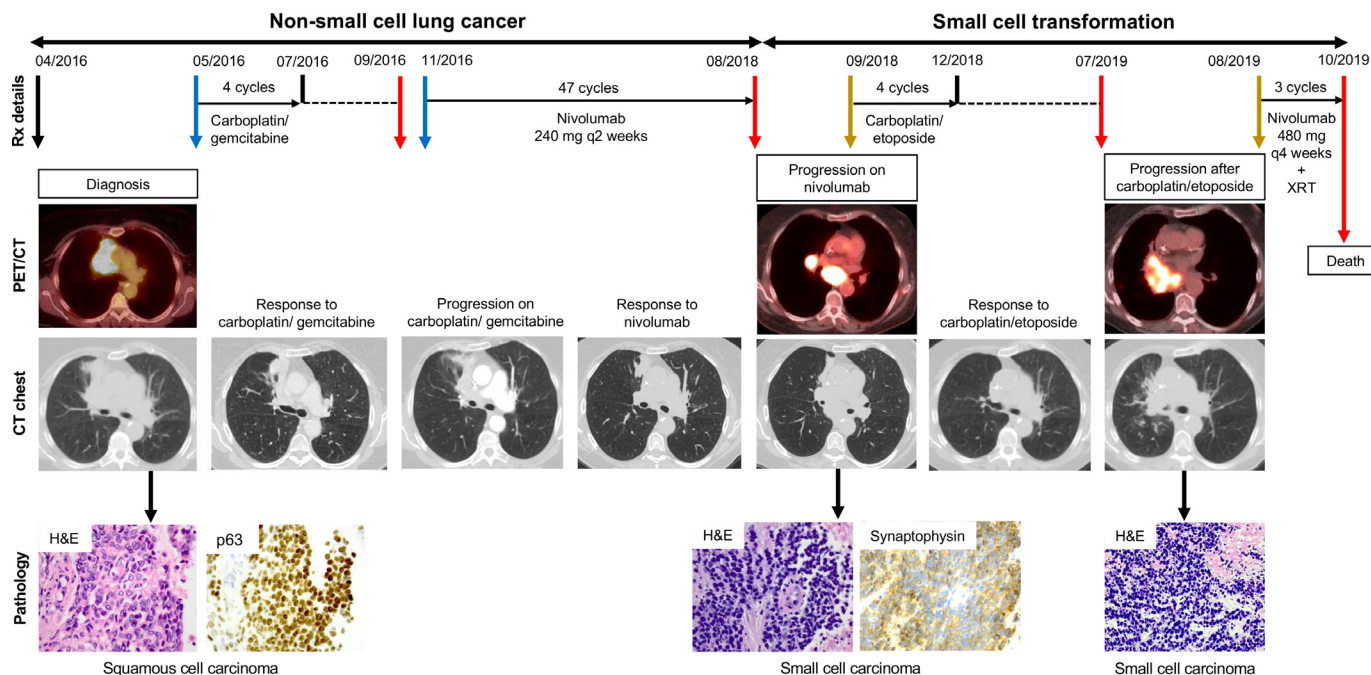 Non-small cell lung cancer
Small cell transformation
04/2016
05/2016
07/2016
09/2016
11/2016
08/2018
09/2018
12/2018
07/2019
08/2019
10/2019
Rx details
4 cycles
Carboplatin/
gemcitabine
47 cycles
Nivolumab
240 mg q2 weeks
4 cycles
Carboplatin/
etoposide
3 cycles
Nivolumab
480 mg
q4 weeks
+
XRT
Diagnosis
Progression on
nivolumab
Progression after
carboplatin/etoposide
Death
PET/CT
Response to
carboplatin/ gemcitabine
Progression on
carboplatin/ gemcitabine
Response to
nivolumab
Response to
carboplatin/etoposide
CT chest
Pathology
H&E
p63
H&E
Synaptophysin
H&E
Squamous cell carcinoma
Small cell carcinoma
Small cell carcinoma